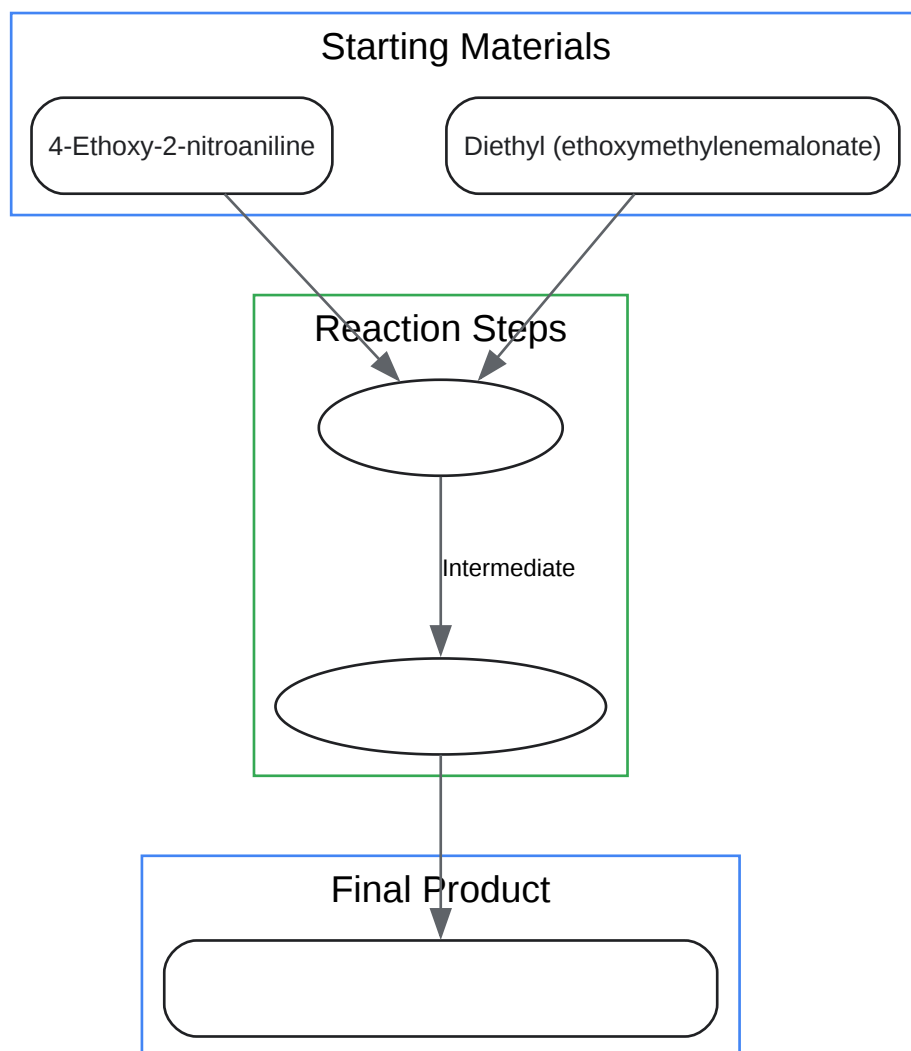 Starting Materials
4-Ethoxy-2-nitroaniline
Diethyl (ethoxymethylenemalonate)
Reaction Steps
Intermediate
Final Product